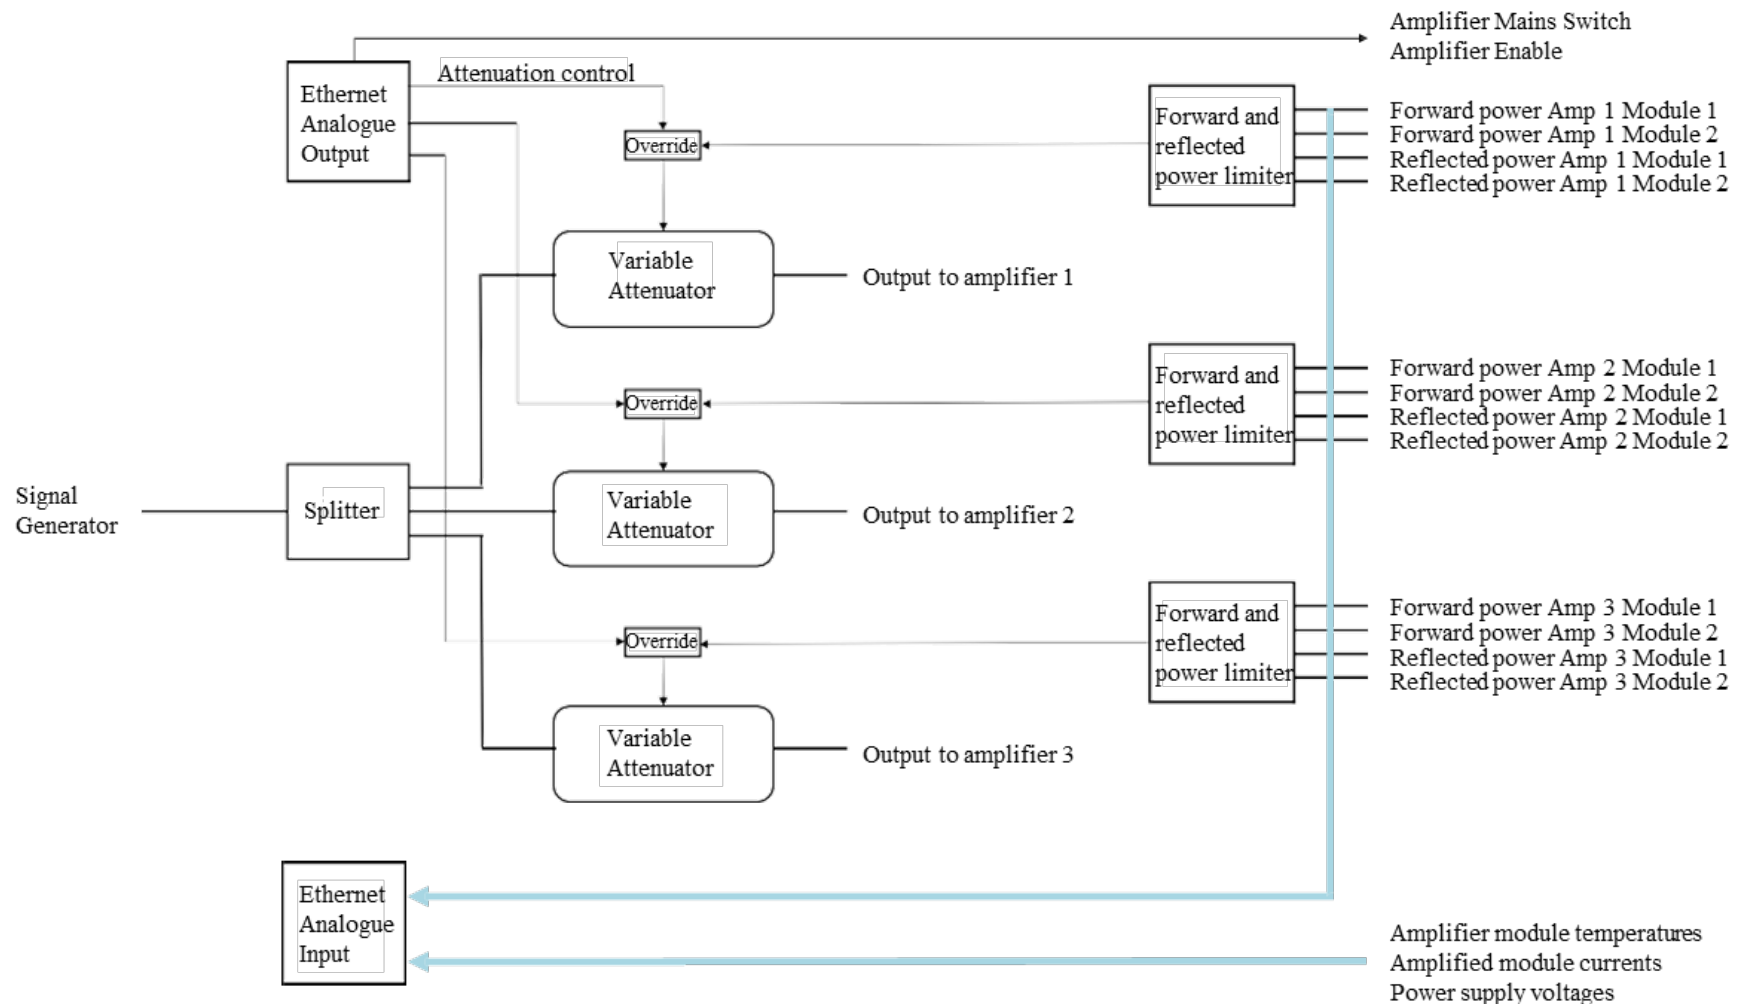 Amplifier Mains Switch
Amplifier Enable
Attenuation control
Ethernet
Analogue
Output
Override
Forward and
reflected
power limiter
Forward power Amp 1 Module 1
Forward power Amp 1 Module 2
Reflected power Amp 1 Module 1
Reflected power Amp 1 Module 2
Variable
Attenuator
Output to amplifier 1
Override
Forward and
reflected
power limiter
Forward power Amp 2 Module 1
Forward power Amp 2 Module 2
Reflected power Amp 2 Module 1
Reflected power Amp 2 Module 2
Signal
Generator
Splitter
Variable
Attenuator
Output to amplifier 2
Override
Forward and
reflected
power limiter
Forward power Amp 3 Module 1
Forward power Amp 3 Module 2
Reflected power Amp 3 Module 1
Reflected power Amp 3 Module 2
Variable
Attenuator
Output to amplifier 3
Ethernet
Analogue
Input
Amplifier module temperatures
Amplified module currents
Power supply voltages